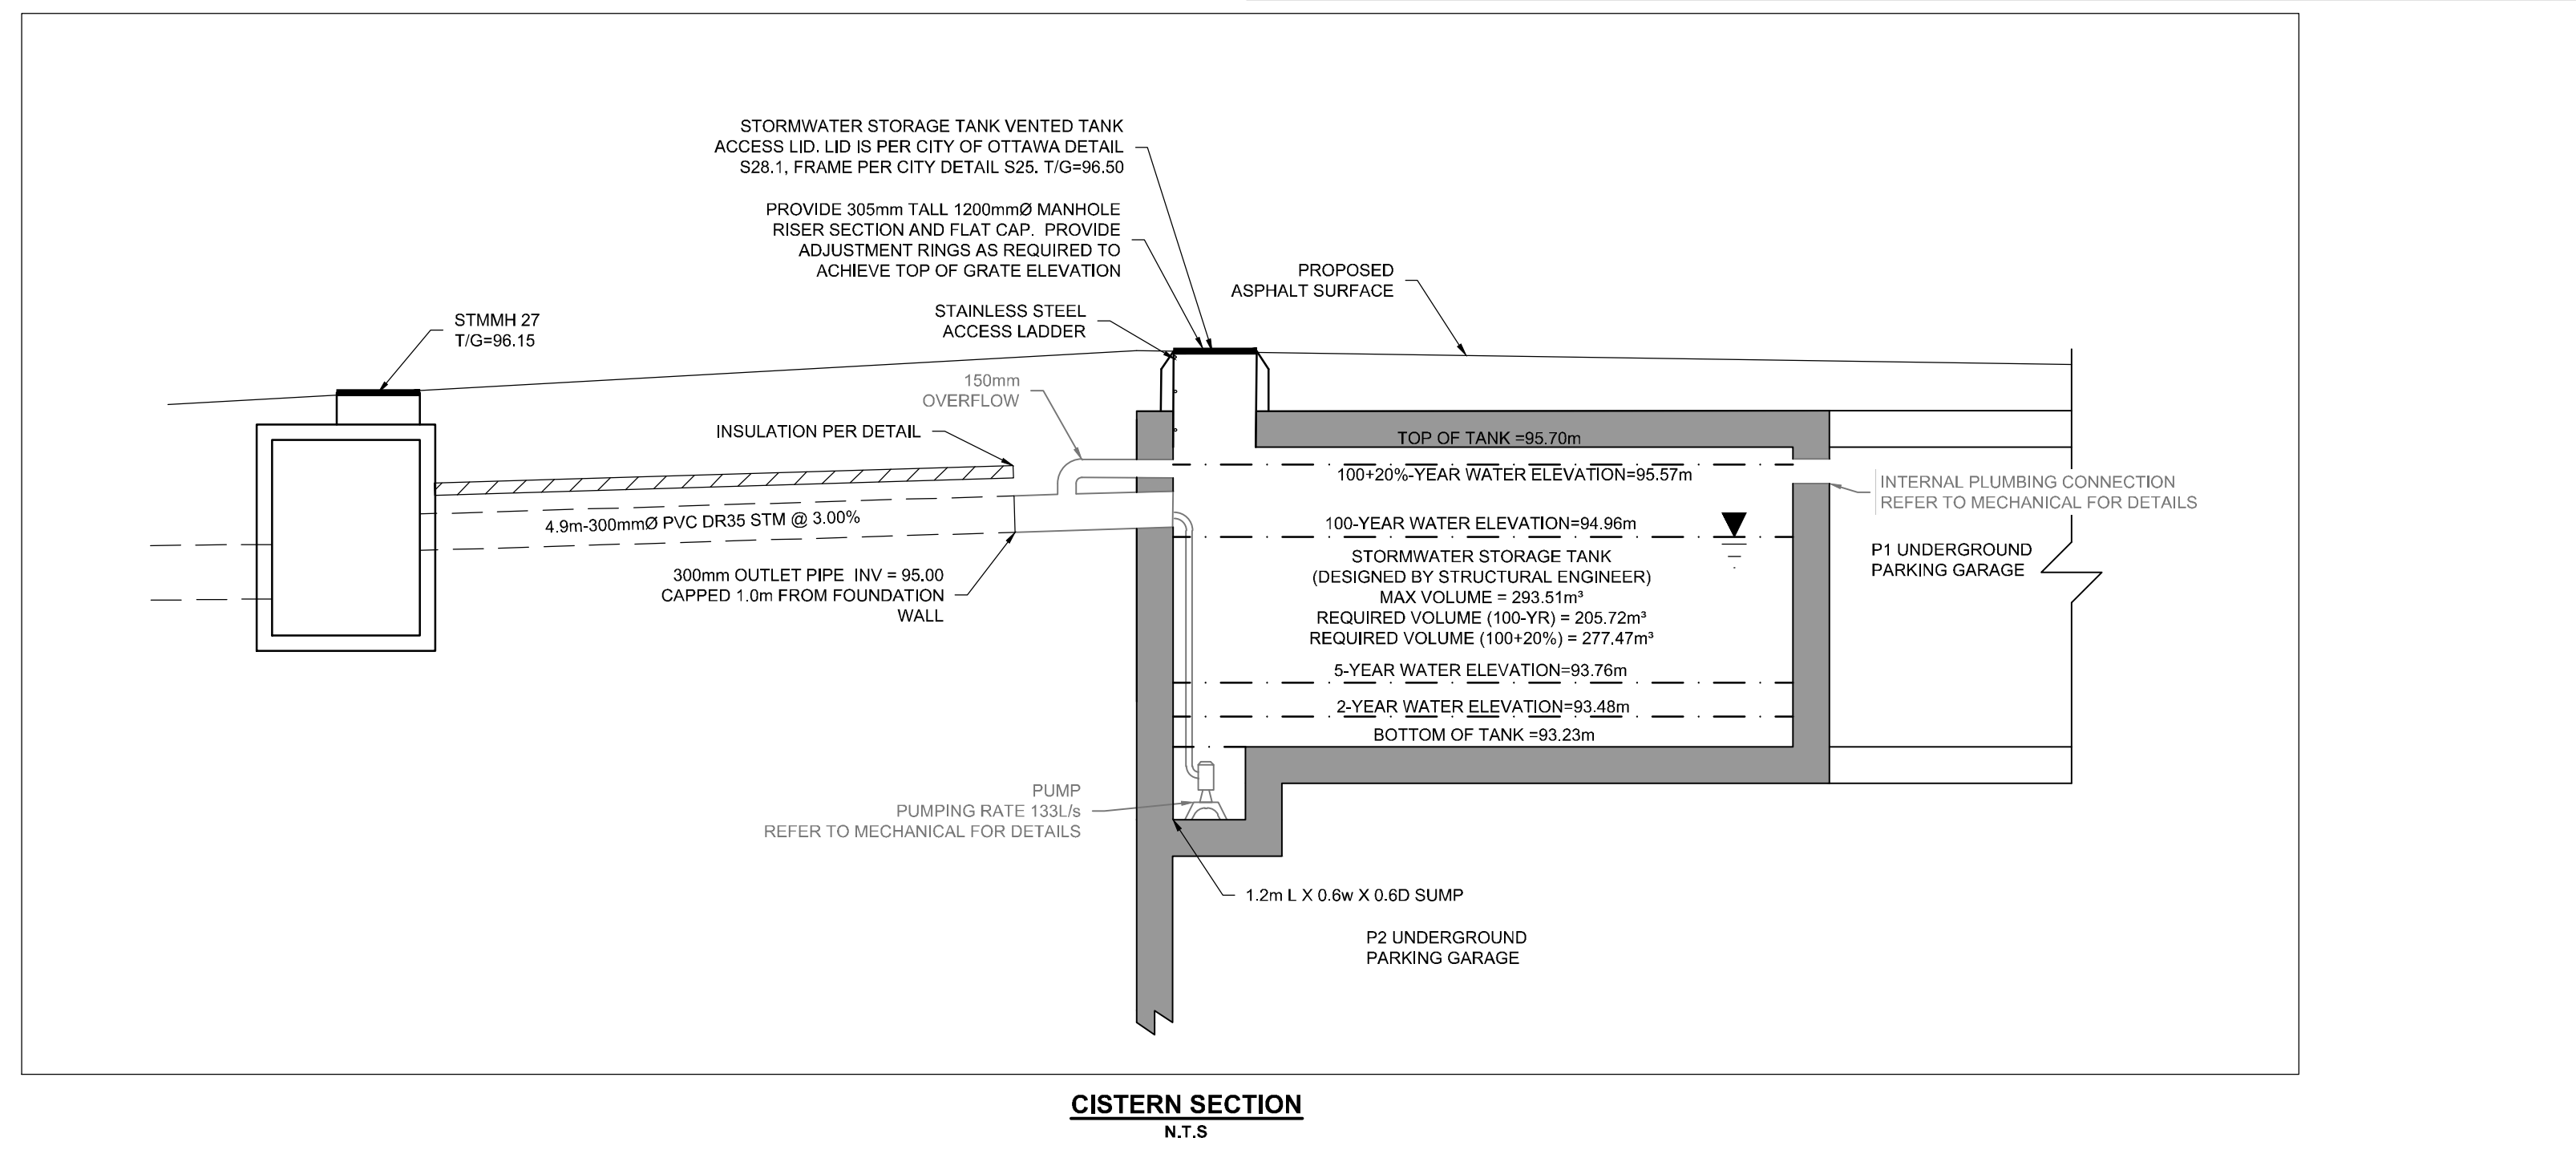 STORMWATER STORAGE TANK VENTED TANK
ACCESS LID. LID IS PER CITY OF OTTAWA DETAIL
S28.1, FRAME PER CITY DETAIL S25. T/G=96.50
PROVIDE 305mm TALL 1200mmØ MANHOLE
RISER SECTION AND FLAT CAP. PROVIDE
ADJUSTMENT RINGS AS REQUIRED TO
ACHIEVE TOP OF GRATE ELEVATION
PROPOSED
ASPHALT SURFACE
STAINLESS STEEL
ACCESS LADDER
STMMH 27
T/G=96.15
150mm
OVERFLOW
INSULATION PER DETAIL
TOP OF TANK =95.70m
100+20%-YEAR WATER ELEVATION=95.57m
INTERNAL PLUMBING CONNECTION
REFER TO MECHANICAL FOR DETAILS
4.9m-300mmØ PVC DR35 STM @ 3.00%
100-YEAR WATER ELEVATION=94.96m
STORMWATER STORAGE TANK
(DESIGNED BY STRUCTURAL ENGINEER)
MAX VOLUME = 293.51m³
REQUIRED VOLUME (100-YR) = 205.72m³
REQUIRED VOLUME (100+20%) = 277.47m³
P1 UNDERGROUND
PARKING GARAGE
300mm OUTLET PIPE INV = 95.00
CAPPED 1.0m FROM FOUNDATION
WALL
5-YEAR WATER ELEVATION=93.76m
2-YEAR WATER ELEVATION=93.48m
BOTTOM OF TANK =93.23m
PUMP
PUMPING RATE 133L/s
REFER TO MECHANICAL FOR DETAILS
1.2m L X 0.6w X 0.6D SUMP
P2 UNDERGROUND
PARKING GARAGE
CISTERN SECTION
N.T.S